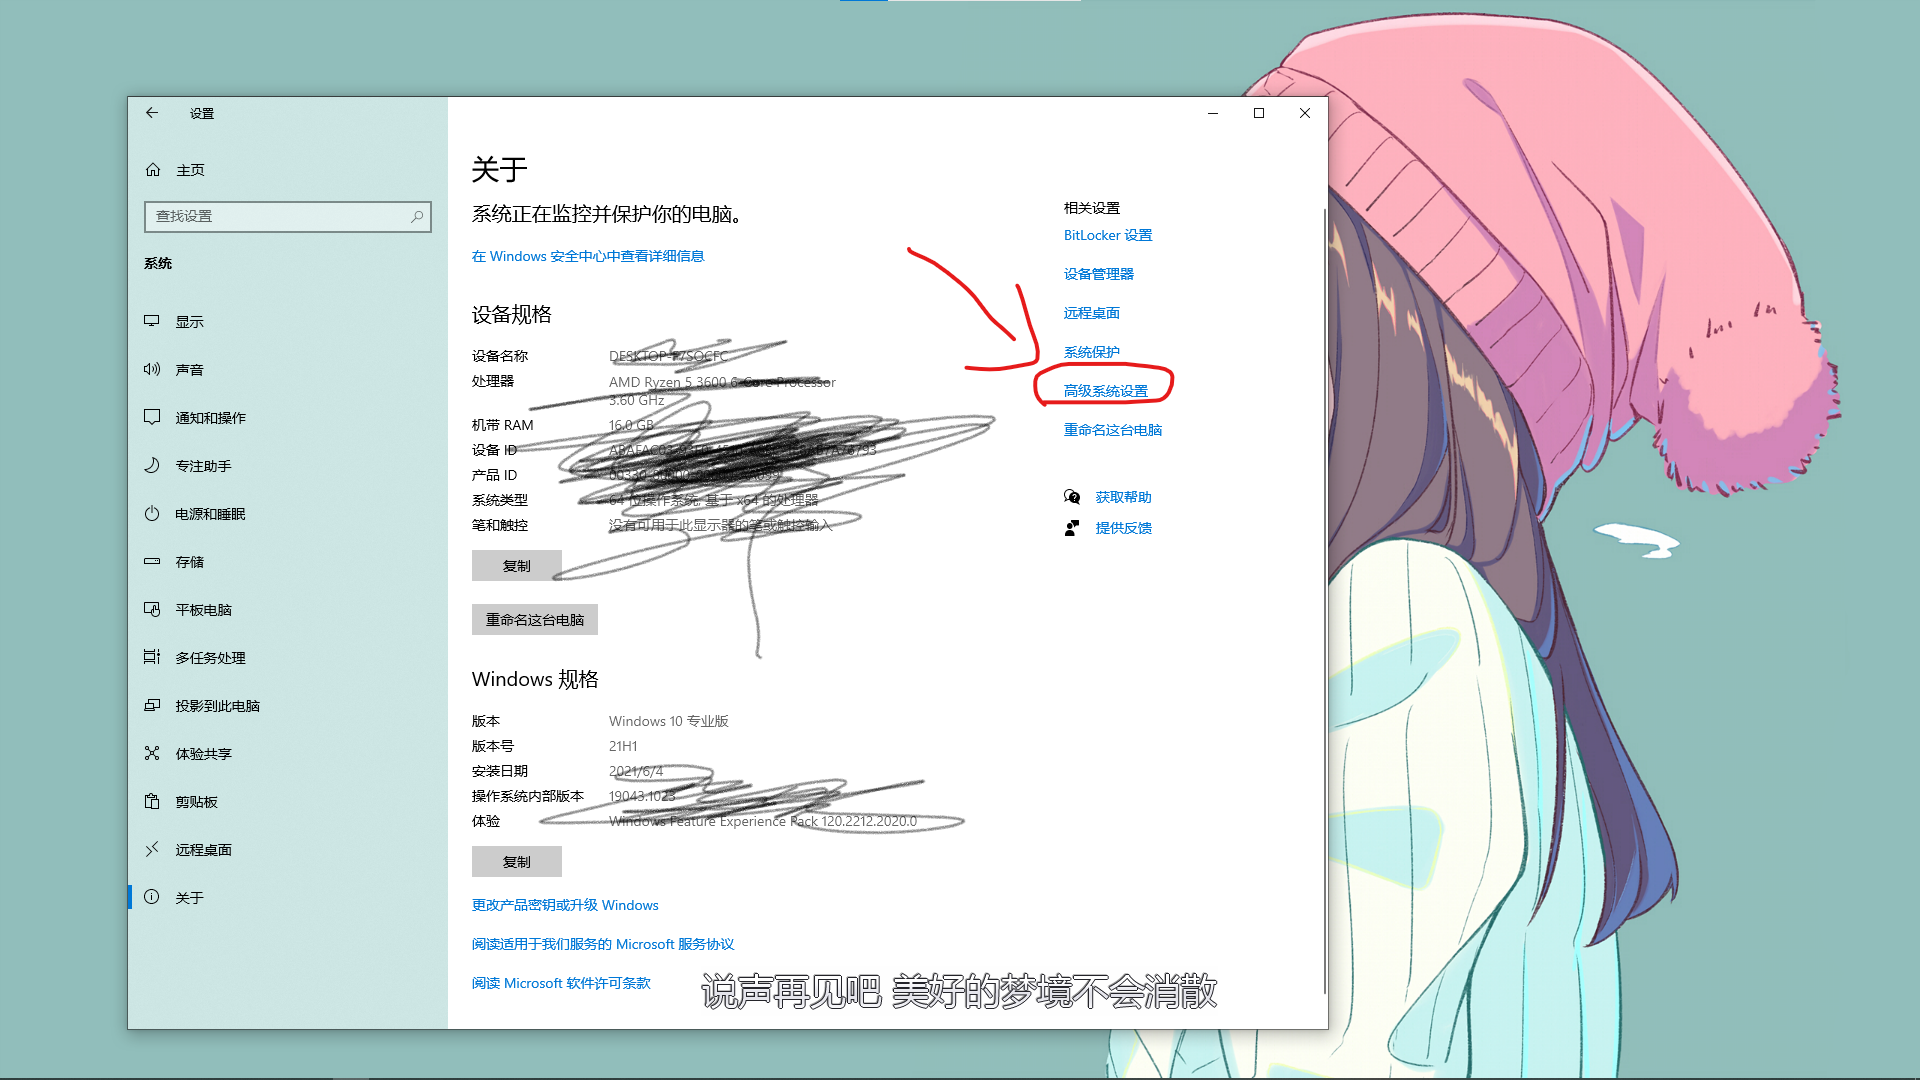 设置
主页
查找设置
系统
显示
声音
通知和操作
专注助手
电源和睡眠
存储
平板电脑
多任务处理
投影到此电脑
体验共享
剪贴板
远程桌面
关于
关于
系统正在监控并保护你的电脑。
在 Windows 安全中心中查看详细信息
设备规格
设备名称
处理器 AMD Ryzen 5 3600 6-Core Processor
3.60 GHz
机带 RAM 16.0 GB
设备 ID
产品 ID
系统类型 64 位操作系统, 基于 x64 的处理器
笔和触控 没有可用于此显示器的笔或触控输入
复制
重命名这台电脑
Windows 规格
版本 Windows 10 专业版
版本号 21H1
安装日期 2021/6/4
操作系统内部版本 19043.1023
体验 Windows Feature Experience Pack 120.2212.2020.0
复制
更改产品密钥或升级 Windows
阅读适用于我们服务的 Microsoft 服务协议
阅读 Microsoft 软件许可条款
相关设置
BitLocker 设置
设备管理器
远程桌面
系统保护
高级系统设置
重命名这台电脑
获取帮助
提供反馈
说声再见吧 美好的梦境不会消散